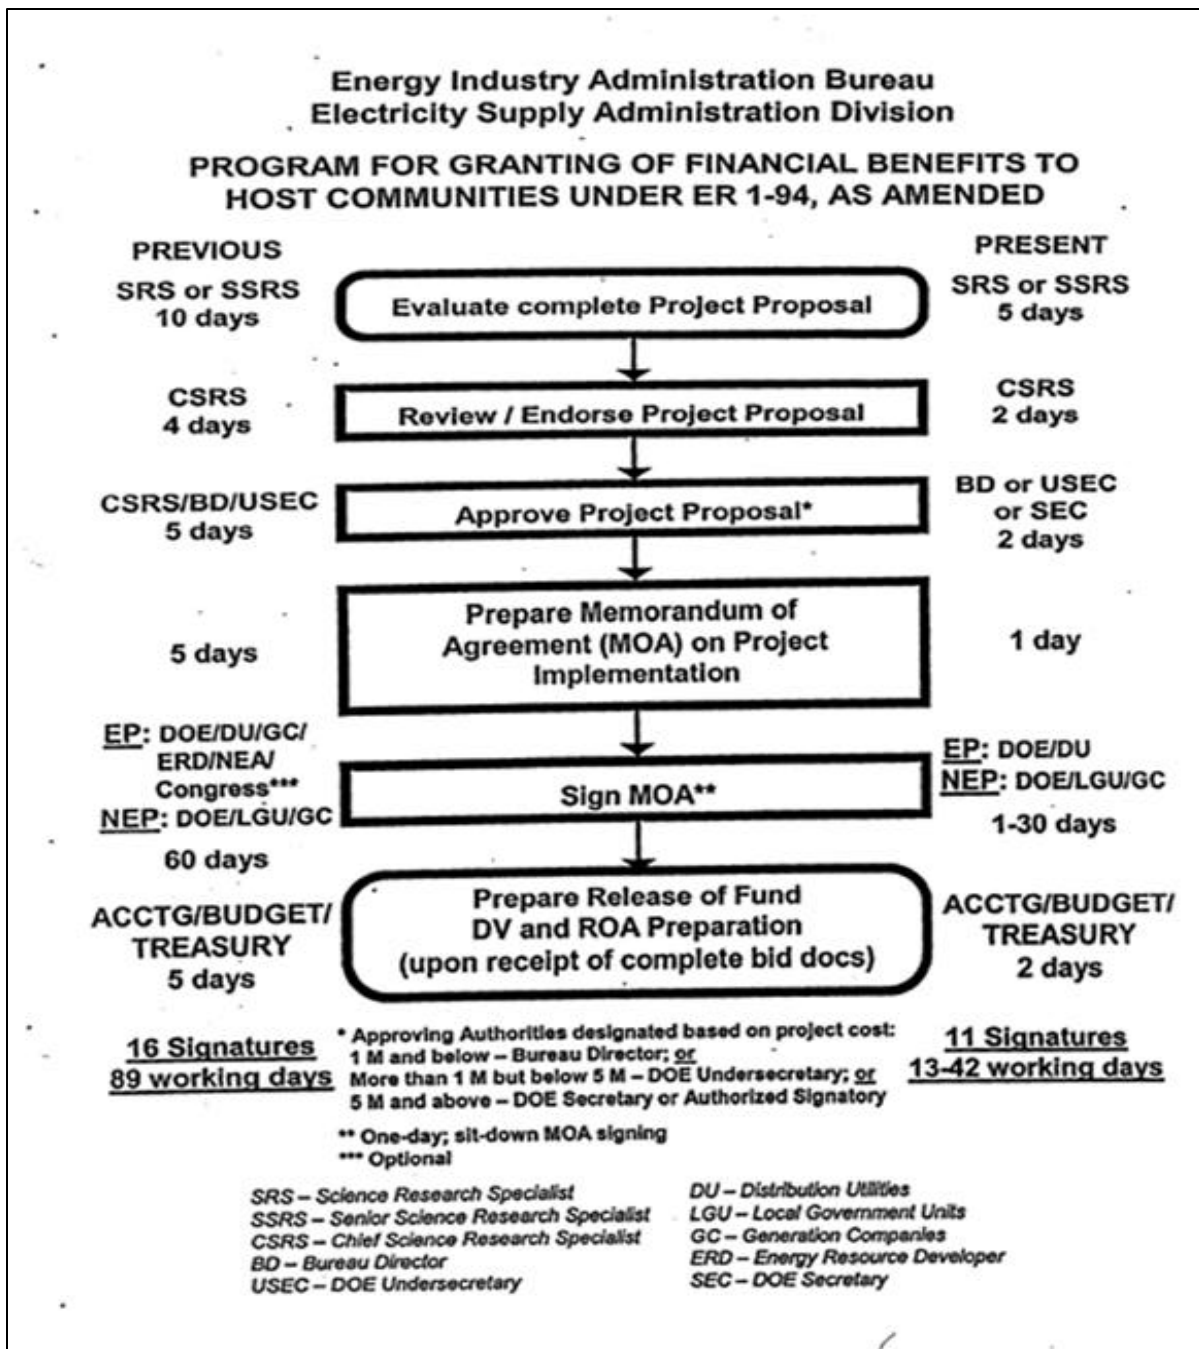 Energy Industry Administration Bureau
Electricity Supply Administration Division
PROGRAM FOR GRANTING OF FINANCIAL BENEFITS TO
HOST COMMUNITIES UNDER ER 1-94, AS AMENDED
PREVIOUS
PRESENT
SRS or SSRS
10 days
Evaluate complete Project Proposal
SRS or SSRS
5 days
CSRS
4 days
Review / Endorse Project Proposal
CSRS
2 days
CSRS/BD/USEC
5 days
Approve Project Proposal*
BD or USEC
or SEC
2 days
5 days
Prepare Memorandum of
Agreement (MOA) on Project
Implementation
1 day
EP: DOE/DU/GC/
ERD/NEA/
Congress***
NEP: DOE/LGU/GC
60 days
Sign MOA**
EP: DOE/DU
NEP: DOE/LGU/GC
1-30 days
ACCTG/BUDGET/
TREASURY
5 days
Prepare Release of Fund
DV and ROA Preparation
(upon receipt of complete bid docs)
ACCTG/BUDGET/
TREASURY
2 days
16 Signatures
89 working days
* Approving Authorities designated based on project cost:
1 M and below – Bureau Director; or
More than 1 M but below 5 M – DOE Undersecretary; or
5 M and above – DOE Secretary or Authorized Signatory
11 Signatures
13-42 working days
** One-day; sit-down MOA signing
*** Optional
SRS – Science Research Specialist
SSRS – Senior Science Research Specialist
CSRS – Chief Science Research Specialist
BD – Bureau Director
USEC – DOE Undersecretary
DU – Distribution Utilities
LGU – Local Government Units
GC – Generation Companies
ERD – Energy Resource Developer
SEC – DOE Secretary